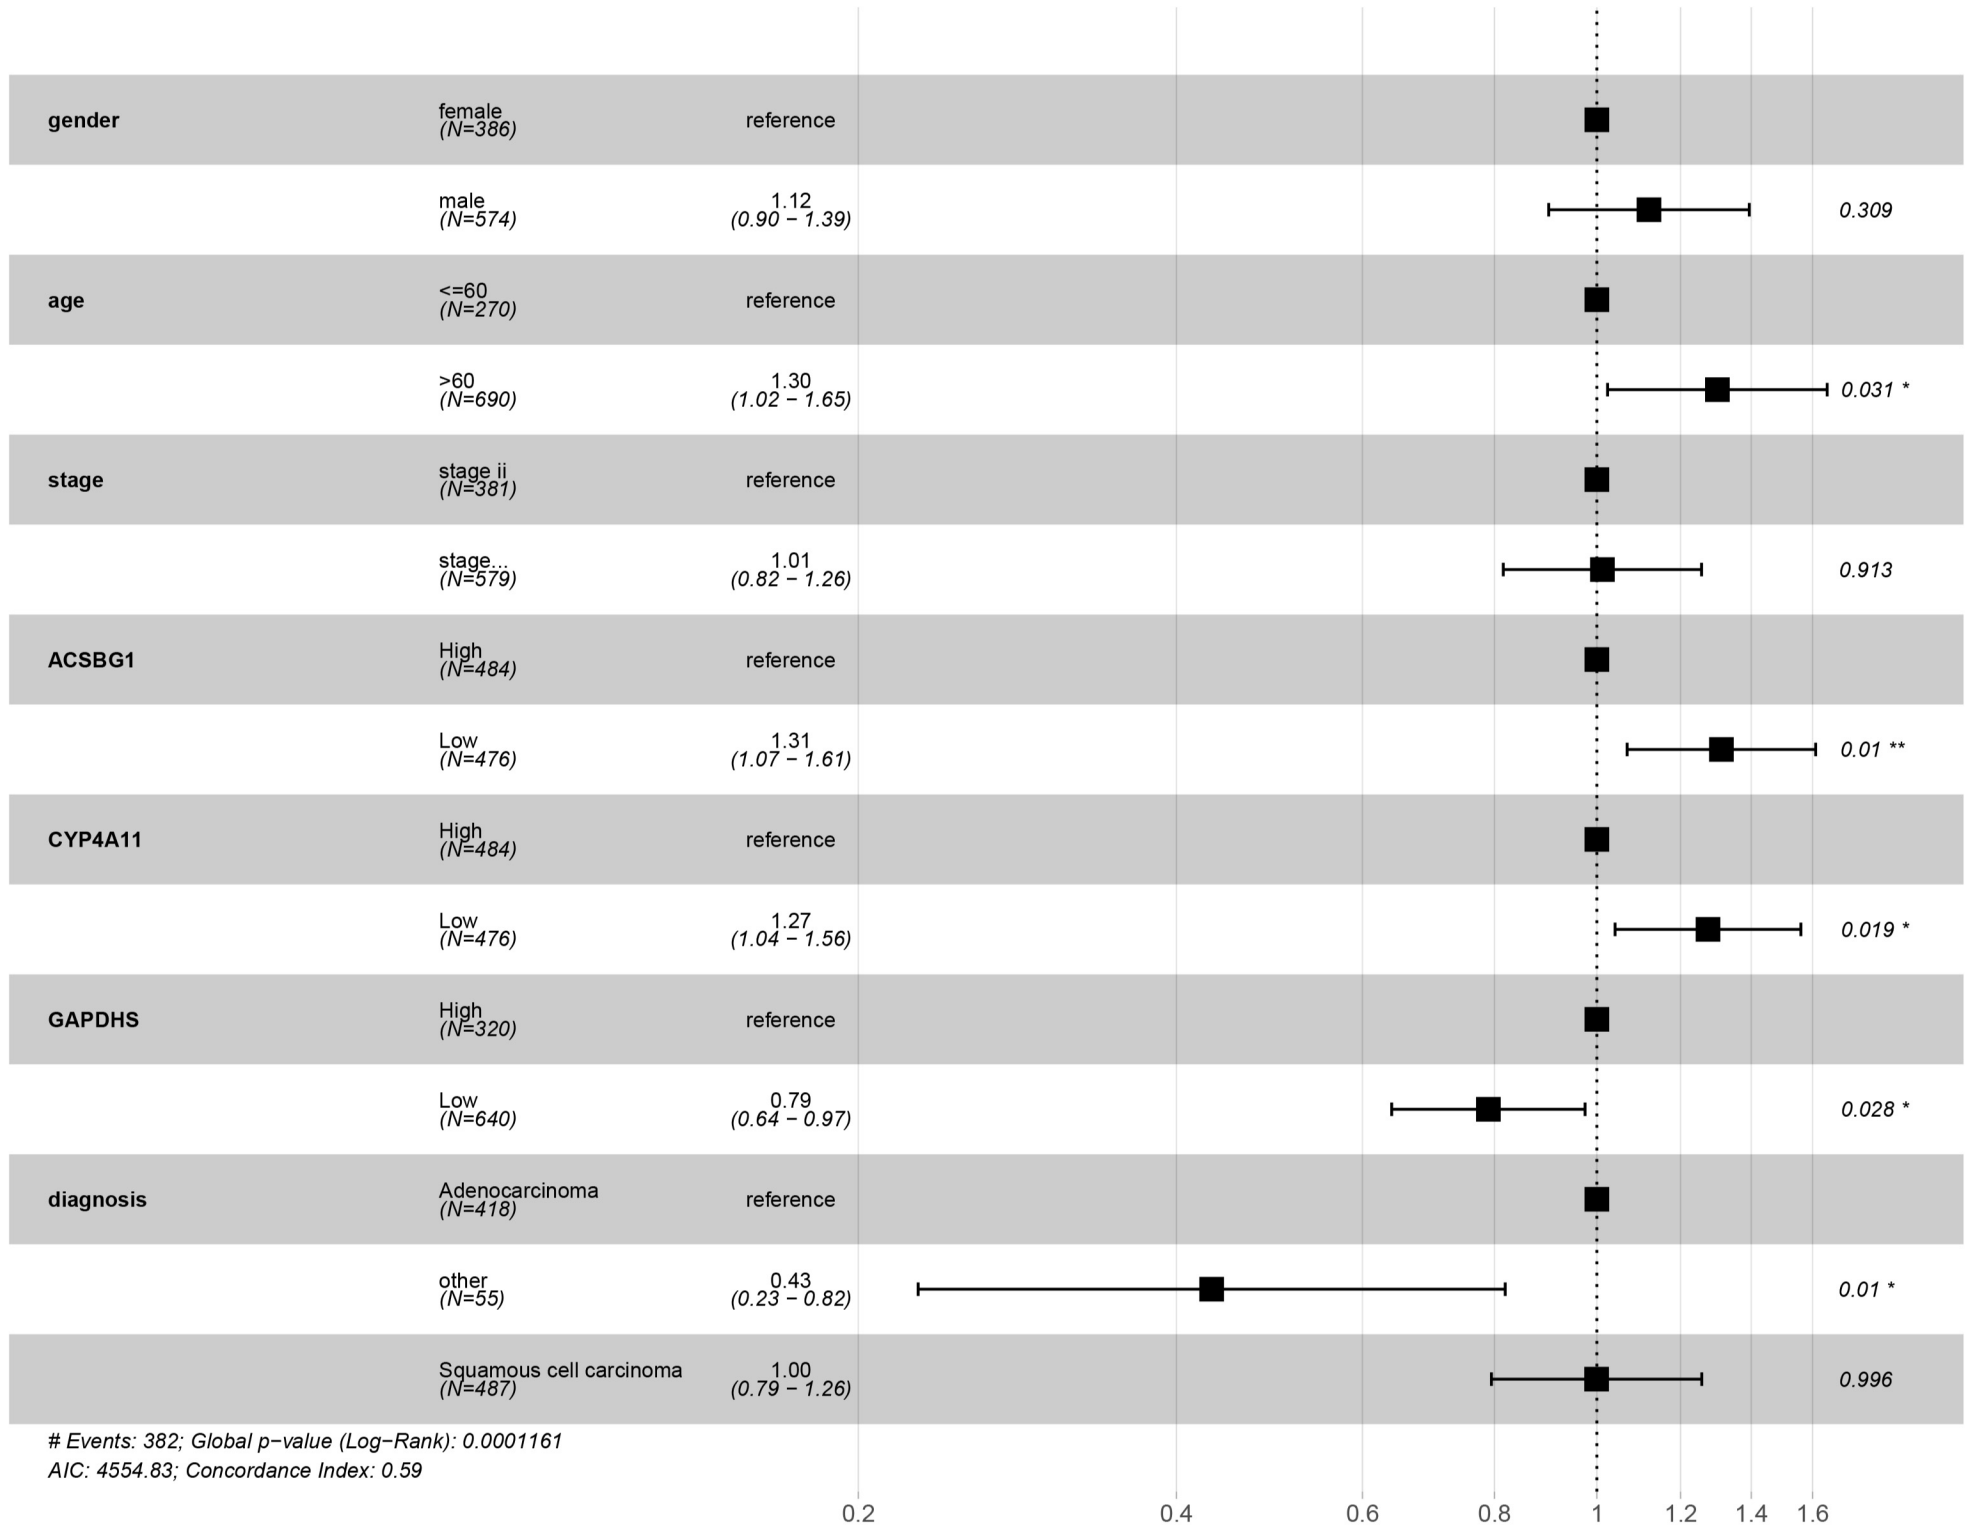 gender female reference
(N=386)
male 1.12 0.309
(N=574) (0.90 − 1.39)
age <=60 reference
(N=270)
>60 1.30 0.031 *
(N=690) (1.02 − 1.65)
stage stage ii reference
(N=381)
stage... 1.01 0.913
(N=579) (0.82 − 1.26)
ACSBG1 High reference
(N=484)
Low 1.31 0.01 **
(N=476) (1.07 − 1.61)
CYP4A11 High reference
(N=484)
Low 1.27 0.019 *
(N=476) (1.04 − 1.56)
GAPDHS High reference
(N=320)
Low 0.79 0.028 *
(N=640) (0.64 − 0.97)
diagnosis Adenocarcinoma reference
(N=418)
other 0.43 0.01 *
(N=55) (0.23 − 0.82)
Squamous cell carcinoma 1.00 0.996
(N=487) (0.79 − 1.26)
# Events: 382; Global p−value (Log−Rank): 0.0001161
AIC: 4554.83; Concordance Index: 0.59
0.2 0.4 0.6 0.8 1 1.2 1.4 1.6